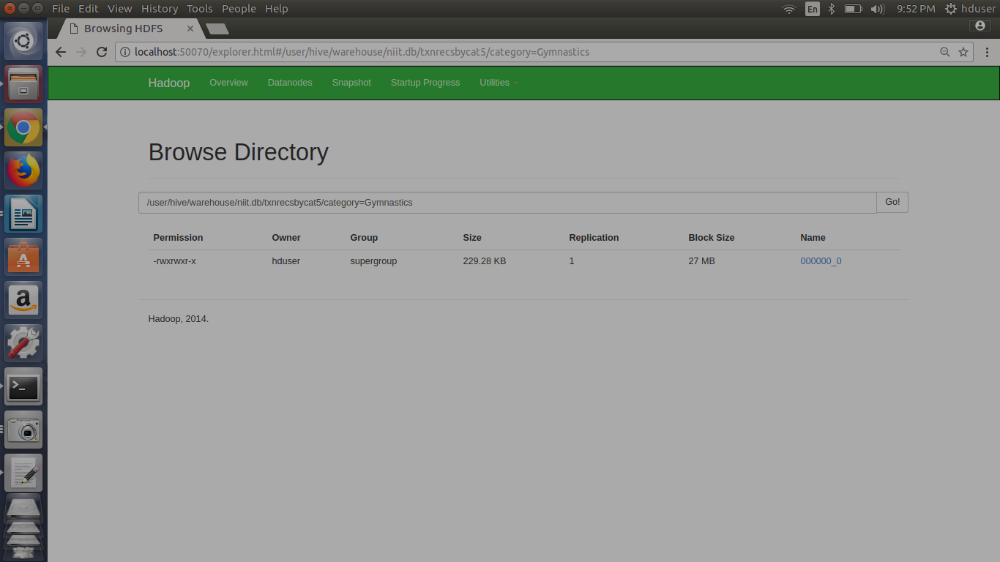 File Edit View History Tools People Help
En 9:52 PM hduser
Browsing HDFS
localhost:50070/explorer.html#/user/hive/warehouse/niit.db/txnrecsbycat5/category=Gymnastics
Hadoop Overview Datanodes Snapshot Startup Progress Utilities
Browse Directory
/user/hive/warehouse/niit.db/txnrecsbycat5/category=Gymnastics Go!
Permission Owner Group Size Replication Block Size Name
-rwxrwxr-x hduser supergroup 229.28 KB 1 27 MB 000000_0
Hadoop, 2014.